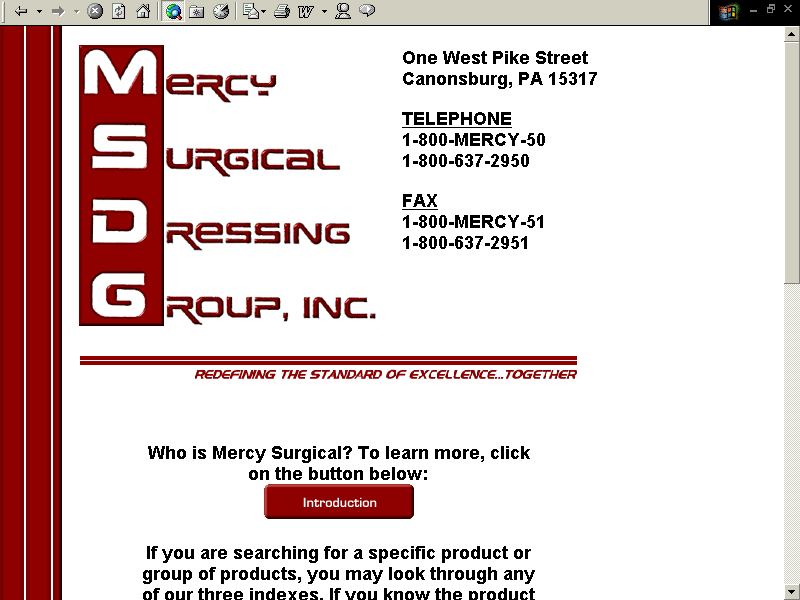 Mercy
Surgical
Dressing
Group, Inc.
One West Pike Street
Canonsburg, PA 15317
TELEPHONE
1-800-MERCY-50
1-800-637-2950
FAX
1-800-MERCY-51
1-800-637-2951
REDEFINING THE STANDARD OF EXCELLENCE...TOGETHER
Who is Mercy Surgical? To learn more, click
on the button below:
Introduction
If you are searching for a specific product or
group of products, you may look through any
of our three indexes. If you know the product